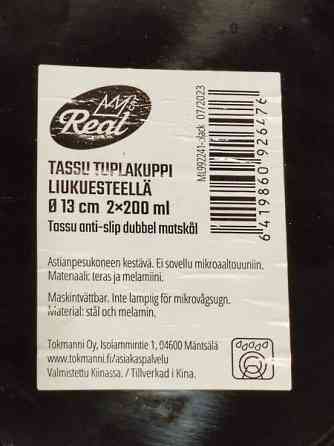 Real
TASSU TUPLAKUPPI
LIUKUESTEELLÄ
Ø 13 cm 2×200 ml
Tassu anti-slip dubbel matskål
ML992241-black 07/2023
6 419860 926476
Astianpesukoneen kestävä. Ei sovellu mikroaaltouuniin.
Materiaali: teräs ja melamiini.
Maskintvättbar. Inte lämplig för mikrovågsugn.
Material: stål och melamin.
Tokmanni Oy, Isolammintie 1, 04600 Mäntsälä
www.tokmanni.fi/asiakaspalvelu
Valmistettu Kiinassa. / Tillverkad i Kina.